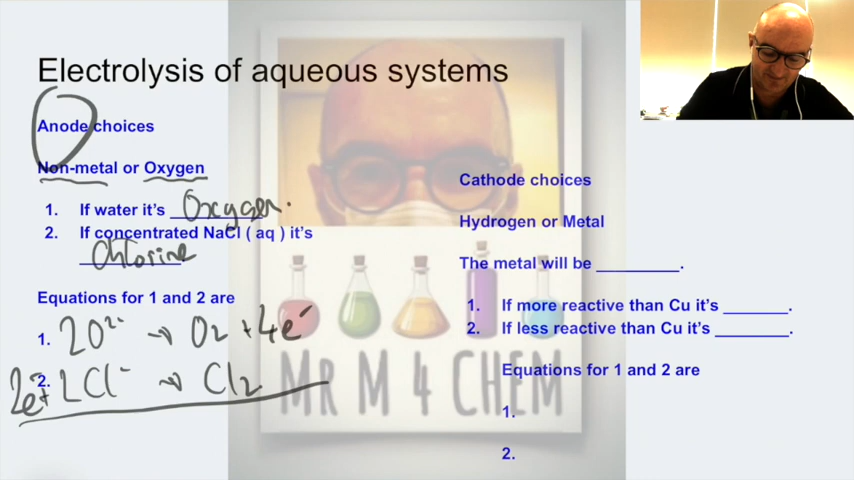 Electrolysis of aqueous systems
Anode choices
Non-metal or Oxygen
1. If water it's Oxygen.
2. If concentrated NaCl ( aq ) it's
Chlorine.
Equations for 1 and 2 are
1. 2O²⁻ → O₂ + 4e⁻
2. 2e⁻ + 2Cl⁻ → Cl₂
Cathode choices
Hydrogen or Metal
The metal will be _________.
1. If more reactive than Cu it's _______.
2. If less reactive than Cu it's ________.
Equations for 1 and 2 are
1.
2.
MR M 4 CHEM